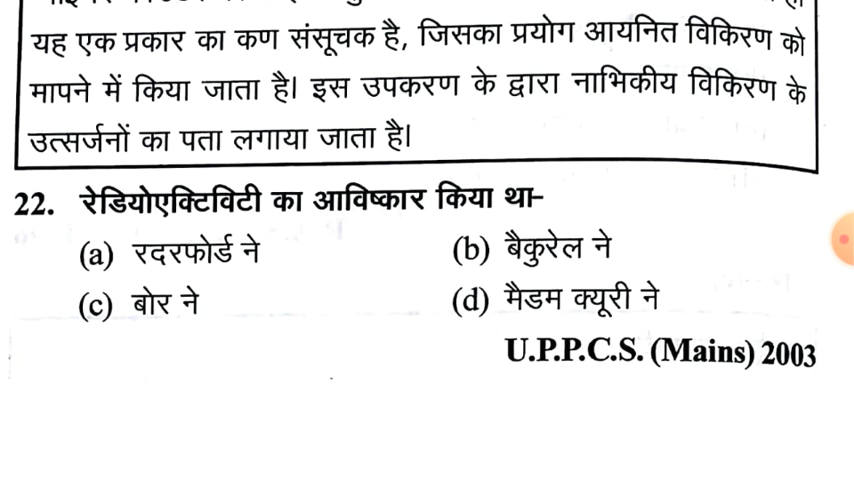 यह एक प्रकार का कण संसूचक है, जिसका प्रयोग आयनित विकिरण को
मापने में किया जाता है। इस उपकरण के द्वारा नाभिकीय विकिरण के
उत्सर्जनों का पता लगाया जाता है।
22. रेडियोएक्टिविटी का आविष्कार किया था-
(a) रदरफोर्ड ने (b) बैकुरेल ने
(c) बोर ने (d) मैडम क्यूरी ने
U.P.P.C.S. (Mains) 2003